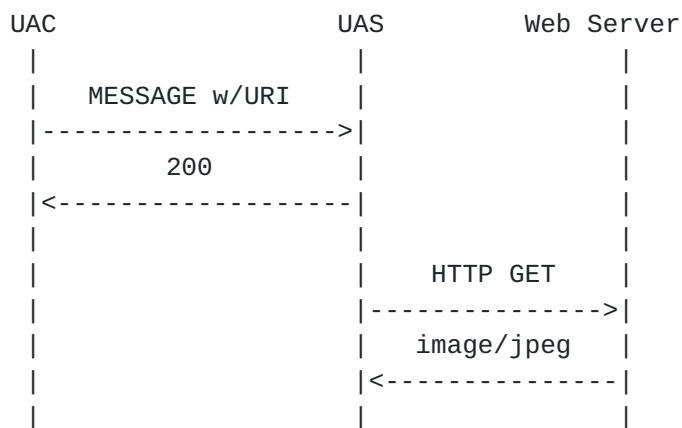 UAC UAS Web Server
MESSAGE w/URI
200
HTTP GET
image/jpeg